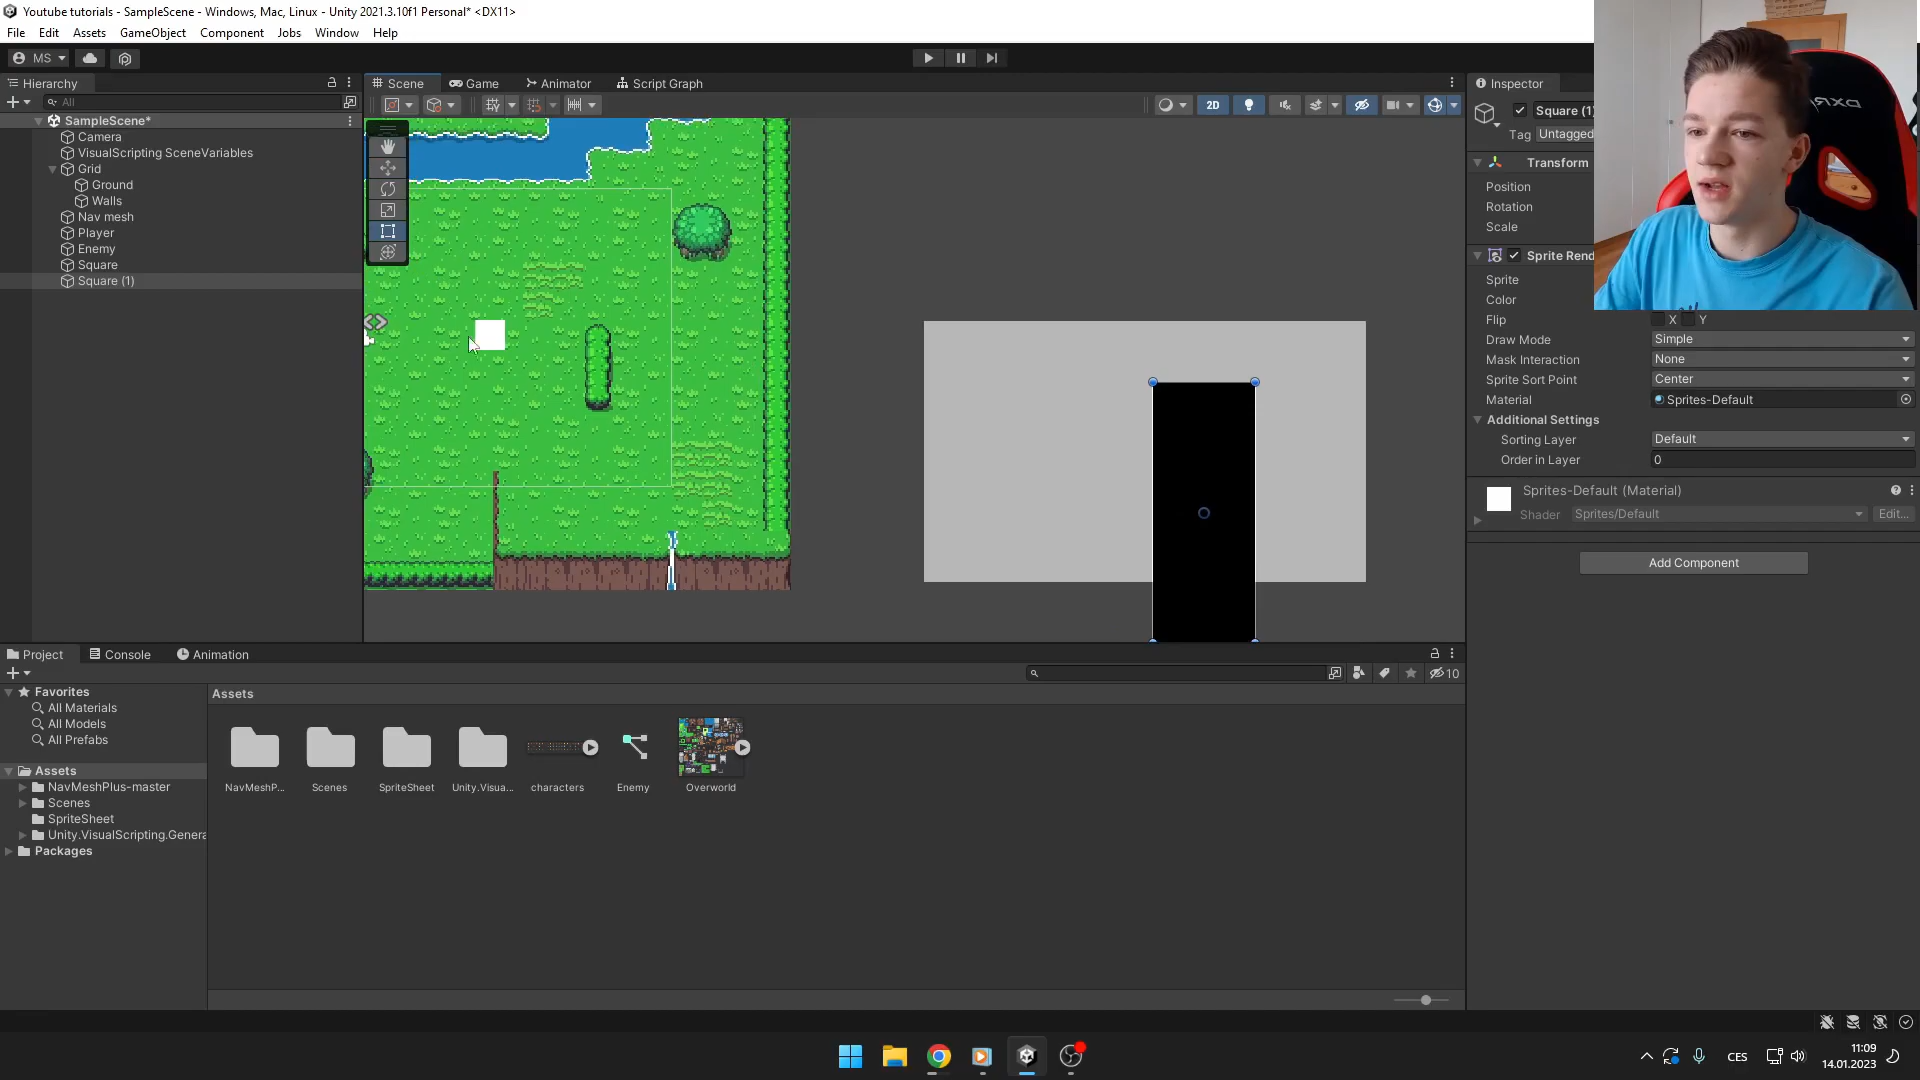 Youtube tutorials - SampleScene - Windows, Mac, Linux - Unity 2021.3.10f1 Personal* <DX11>
File Edit Assets GameObject Component Jobs Window Help
MS
Hierarchy
All
SampleScene*
Camera
VisualScripting SceneVariables
Grid
Ground
Walls
Nav mesh
Player
Enemy
Square
Square (1)
Scene Game Animator Script Graph
2D
Inspector
Square (1)
Tag Untagged
Transform
Position
Rotation
Scale
Sprite Rend
Sprite
Color
Flip X Y
Draw Mode Simple
Mask Interaction None
Sprite Sort Point Center
Material Sprites-Default
Additional Settings
Sorting Layer Default
Order in Layer 0
Sprites-Default (Material)
Shader Sprites/Default Edit...
Add Component
Project Console Animation
10
Favorites
All Materials
All Models
All Prefabs
Assets
NavMeshPlus-master
Scenes
SpriteSheet
Unity.VisualScripting.Genera
Packages
Assets
NavMeshP... Scenes SpriteSheet Unity.Visua... characters Enemy Overworld
CES
11:09
14.01.2023